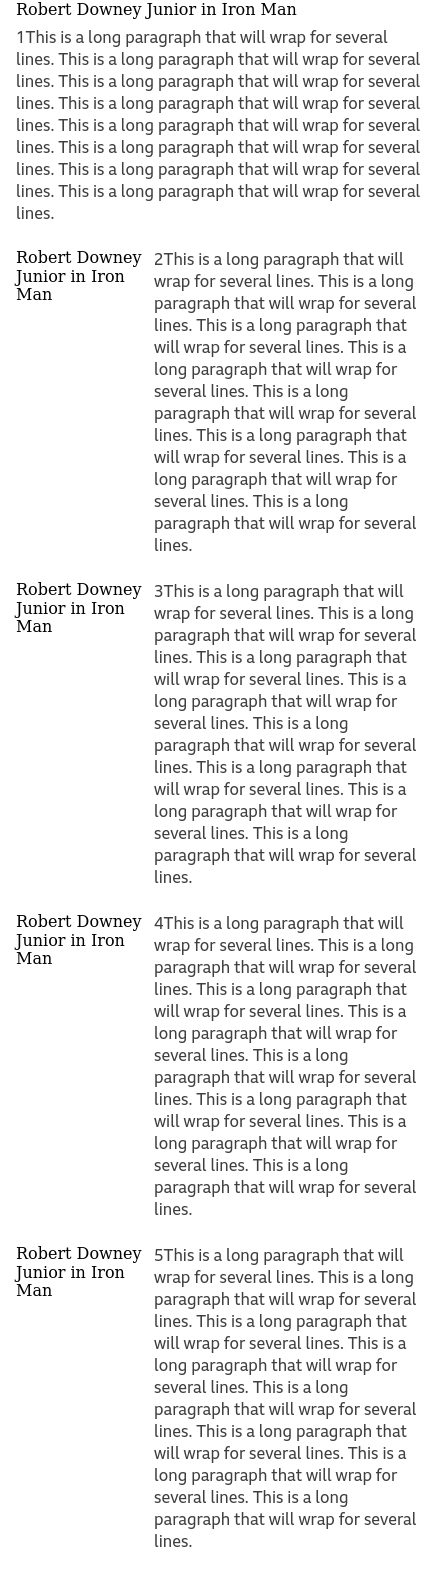 Robert Downey Junior in Iron Man
1This is a long paragraph that will wrap for several
lines. This is a long paragraph that will wrap for several
lines. This is a long paragraph that will wrap for several
lines. This is a long paragraph that will wrap for several
lines. This is a long paragraph that will wrap for several
lines. This is a long paragraph that will wrap for several
lines. This is a long paragraph that will wrap for several
lines. This is a long paragraph that will wrap for several
lines.
Robert Downey
Junior in Iron
Man
2This is a long paragraph that will
wrap for several lines. This is a long
paragraph that will wrap for several
lines. This is a long paragraph that
will wrap for several lines. This is a
long paragraph that will wrap for
several lines. This is a long
paragraph that will wrap for several
lines. This is a long paragraph that
will wrap for several lines. This is a
long paragraph that will wrap for
several lines. This is a long
paragraph that will wrap for several
lines.
Robert Downey
Junior in Iron
Man
3This is a long paragraph that will
wrap for several lines. This is a long
paragraph that will wrap for several
lines. This is a long paragraph that
will wrap for several lines. This is a
long paragraph that will wrap for
several lines. This is a long
paragraph that will wrap for several
lines. This is a long paragraph that
will wrap for several lines. This is a
long paragraph that will wrap for
several lines. This is a long
paragraph that will wrap for several
lines.
Robert Downey
Junior in Iron
Man
4This is a long paragraph that will
wrap for several lines. This is a long
paragraph that will wrap for several
lines. This is a long paragraph that
will wrap for several lines. This is a
long paragraph that will wrap for
several lines. This is a long
paragraph that will wrap for several
lines. This is a long paragraph that
will wrap for several lines. This is a
long paragraph that will wrap for
several lines. This is a long
paragraph that will wrap for several
lines.
Robert Downey
Junior in Iron
Man
5This is a long paragraph that will
wrap for several lines. This is a long
paragraph that will wrap for several
lines. This is a long paragraph that
will wrap for several lines. This is a
long paragraph that will wrap for
several lines. This is a long
paragraph that will wrap for several
lines. This is a long paragraph that
will wrap for several lines. This is a
long paragraph that will wrap for
several lines. This is a long
paragraph that will wrap for several
lines.